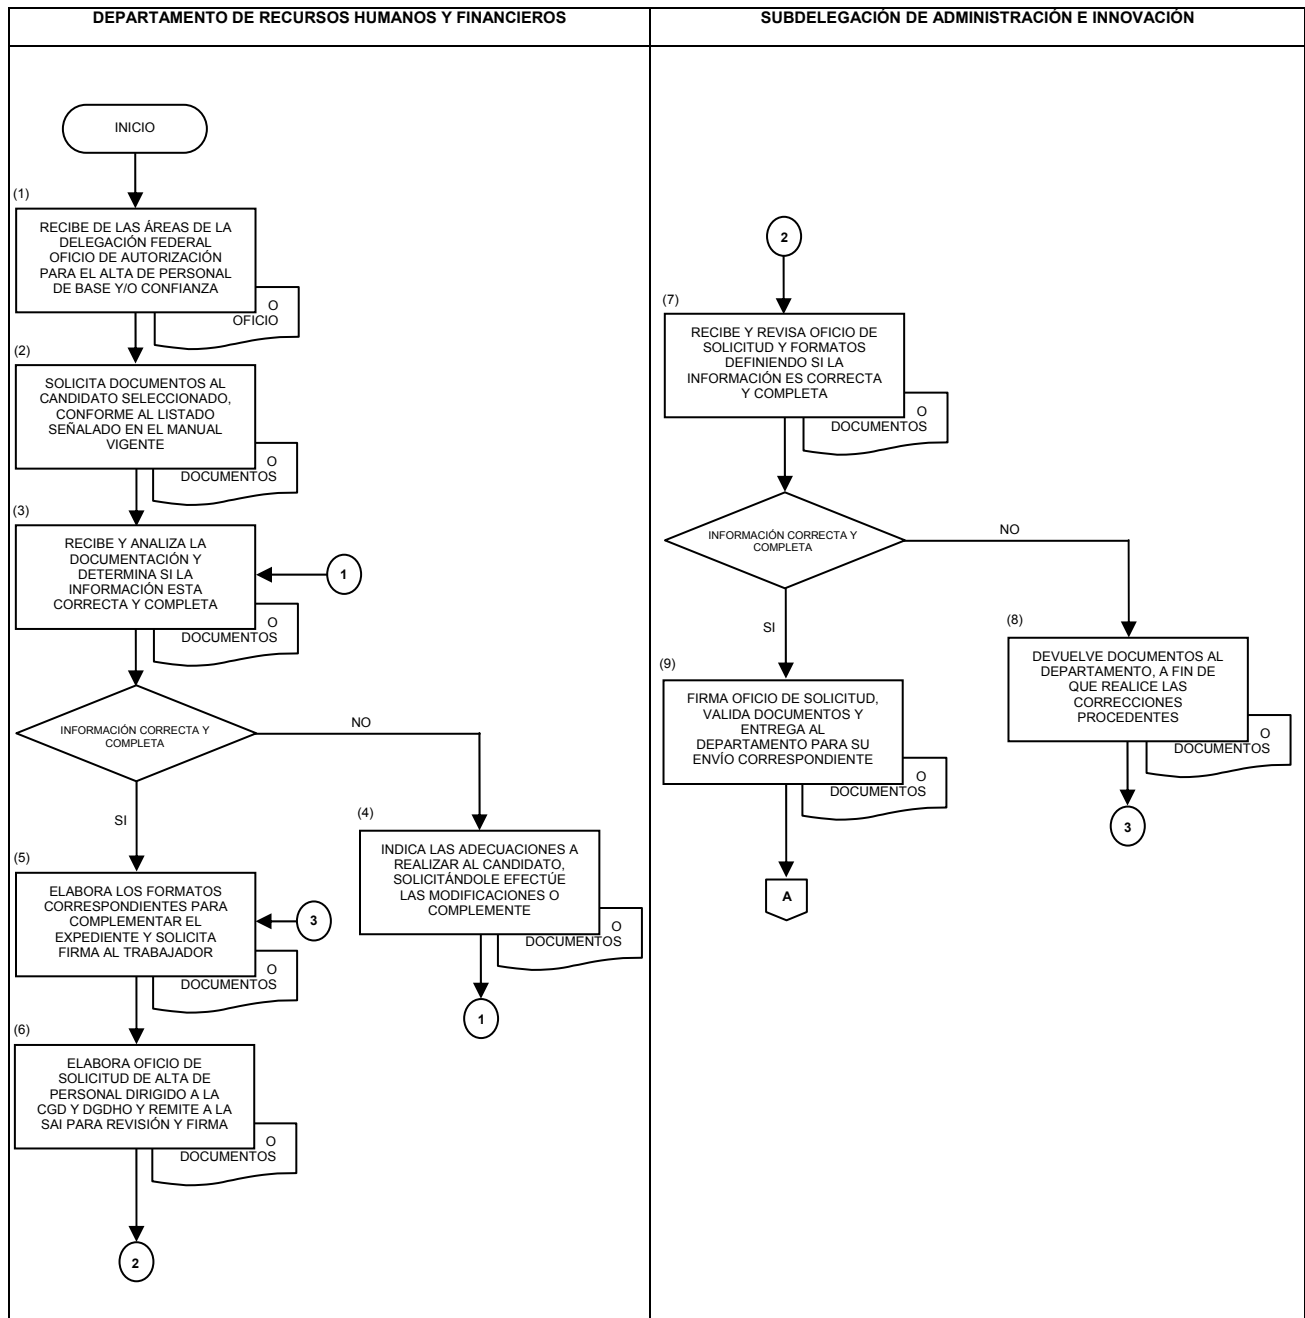 DEPARTAMENTO DE RECURSOS HUMANOS Y FINANCIEROS
SUBDELEGACIÓN DE ADMINISTRACIÓN E INNOVACIÓN
INICIO
(1)
RECIBE DE LAS ÁREAS DE LA
DELEGACIÓN FEDERAL
OFICIO DE AUTORIZACIÓN
PARA EL ALTA DE PERSONAL
DE BASE Y/O CONFIANZA
O
OFICIO
(2)
SOLICITA DOCUMENTOS AL
CANDIDATO SELECCIONADO,
CONFORME AL LISTADO
SEÑALADO EN EL MANUAL
VIGENTE
O
DOCUMENTOS
(3)
RECIBE Y ANALIZA LA
DOCUMENTACIÓN Y
DETERMINA SI LA
INFORMACIÓN ESTA
CORRECTA Y COMPLETA
1
O
DOCUMENTOS
INFORMACIÓN CORRECTA Y
COMPLETA
NO
SI
(4)
INDICA LAS ADECUACIONES A
REALIZAR AL CANDIDATO,
SOLICITÁNDOLE EFECTÚE
LAS MODIFICACIONES O
COMPLEMENTE
O
DOCUMENTOS
1
(5)
ELABORA LOS FORMATOS
CORRESPONDIENTES PARA
COMPLEMENTAR EL
EXPEDIENTE Y SOLICITA
FIRMA AL TRABAJADOR
3
O
DOCUMENTOS
(6)
ELABORA OFICIO DE
SOLICITUD DE ALTA DE
PERSONAL DIRIGIDO A LA
CGD Y DGDHO Y REMITE A LA
SAI PARA REVISIÓN Y FIRMA
O
DOCUMENTOS
2
2
(7)
RECIBE Y REVISA OFICIO DE
SOLICITUD Y FORMATOS
DEFINIENDO SI LA
INFORMACIÓN ES CORRECTA
Y COMPLETA
O
DOCUMENTOS
INFORMACIÓN CORRECTA Y
COMPLETA
NO
SI
(8)
DEVUELVE DOCUMENTOS AL
DEPARTAMENTO, A FIN DE
QUE REALICE LAS
CORRECCIONES
PROCEDENTES
O
DOCUMENTOS
3
(9)
FIRMA OFICIO DE SOLICITUD,
VALIDA DOCUMENTOS Y
ENTREGA AL
DEPARTAMENTO PARA SU
ENVÍO CORRESPONDIENTE
O
DOCUMENTOS
A